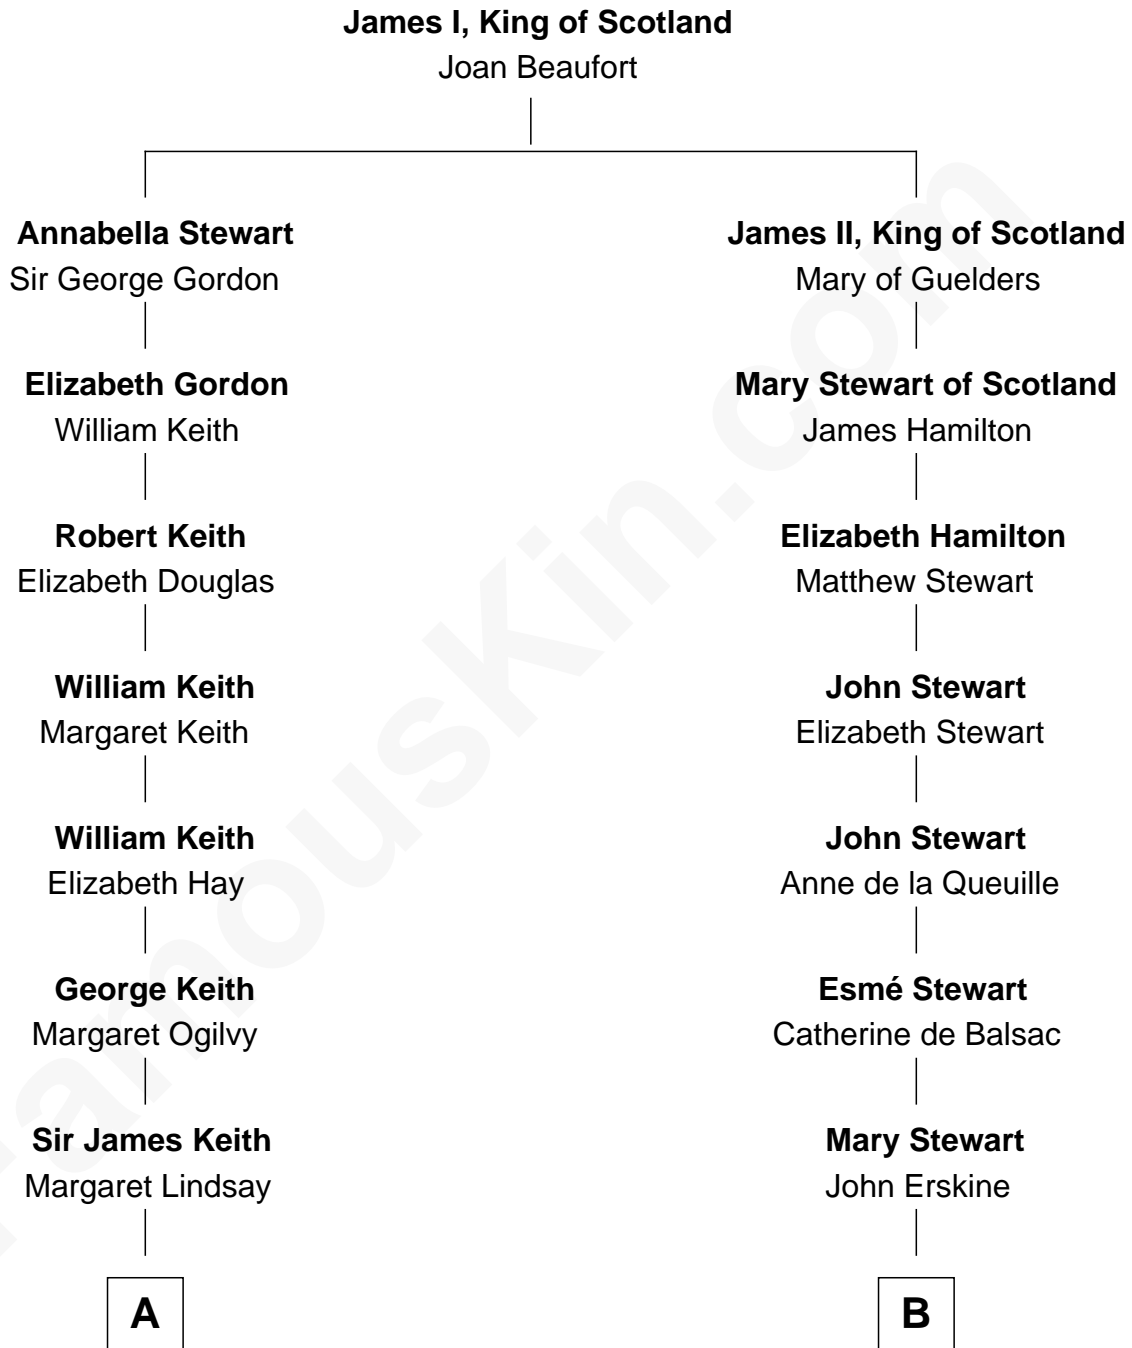 James I, King of Scotland
Joan Beaufort
Annabella Stewart
Sir George Gordon
James II, King of Scotland
Mary of Guelders
Elizabeth Gordon
William Keith
Mary Stewart of Scotland
James Hamilton
Robert Keith
Elizabeth Douglas
Elizabeth Hamilton
Matthew Stewart
William Keith
Margaret Keith
John Stewart
Elizabeth Stewart
William Keith
Elizabeth Hay
John Stewart
Anne de la Queuille
George Keith
Margaret Ogilvy
Esmé Stewart
Catherine de Balsac
Sir James Keith
Margaret Lindsay
Mary Stewart
John Erskine
A
B
FamousKin.com